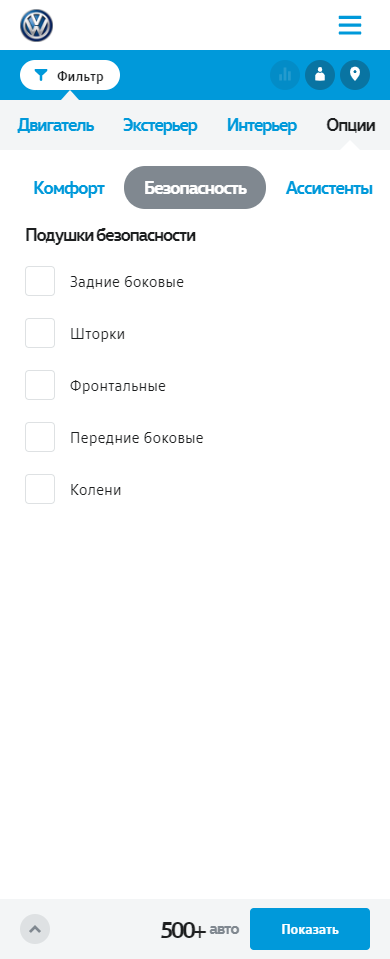 Фильтр
Двигатель Экстерьер Интерьер Опции
Комфорт Безопасность Ассистенты
Подушки безопасности
Задние боковые
Шторки
Фронтальные
Передние боковые
Колени
500+ авто Показать